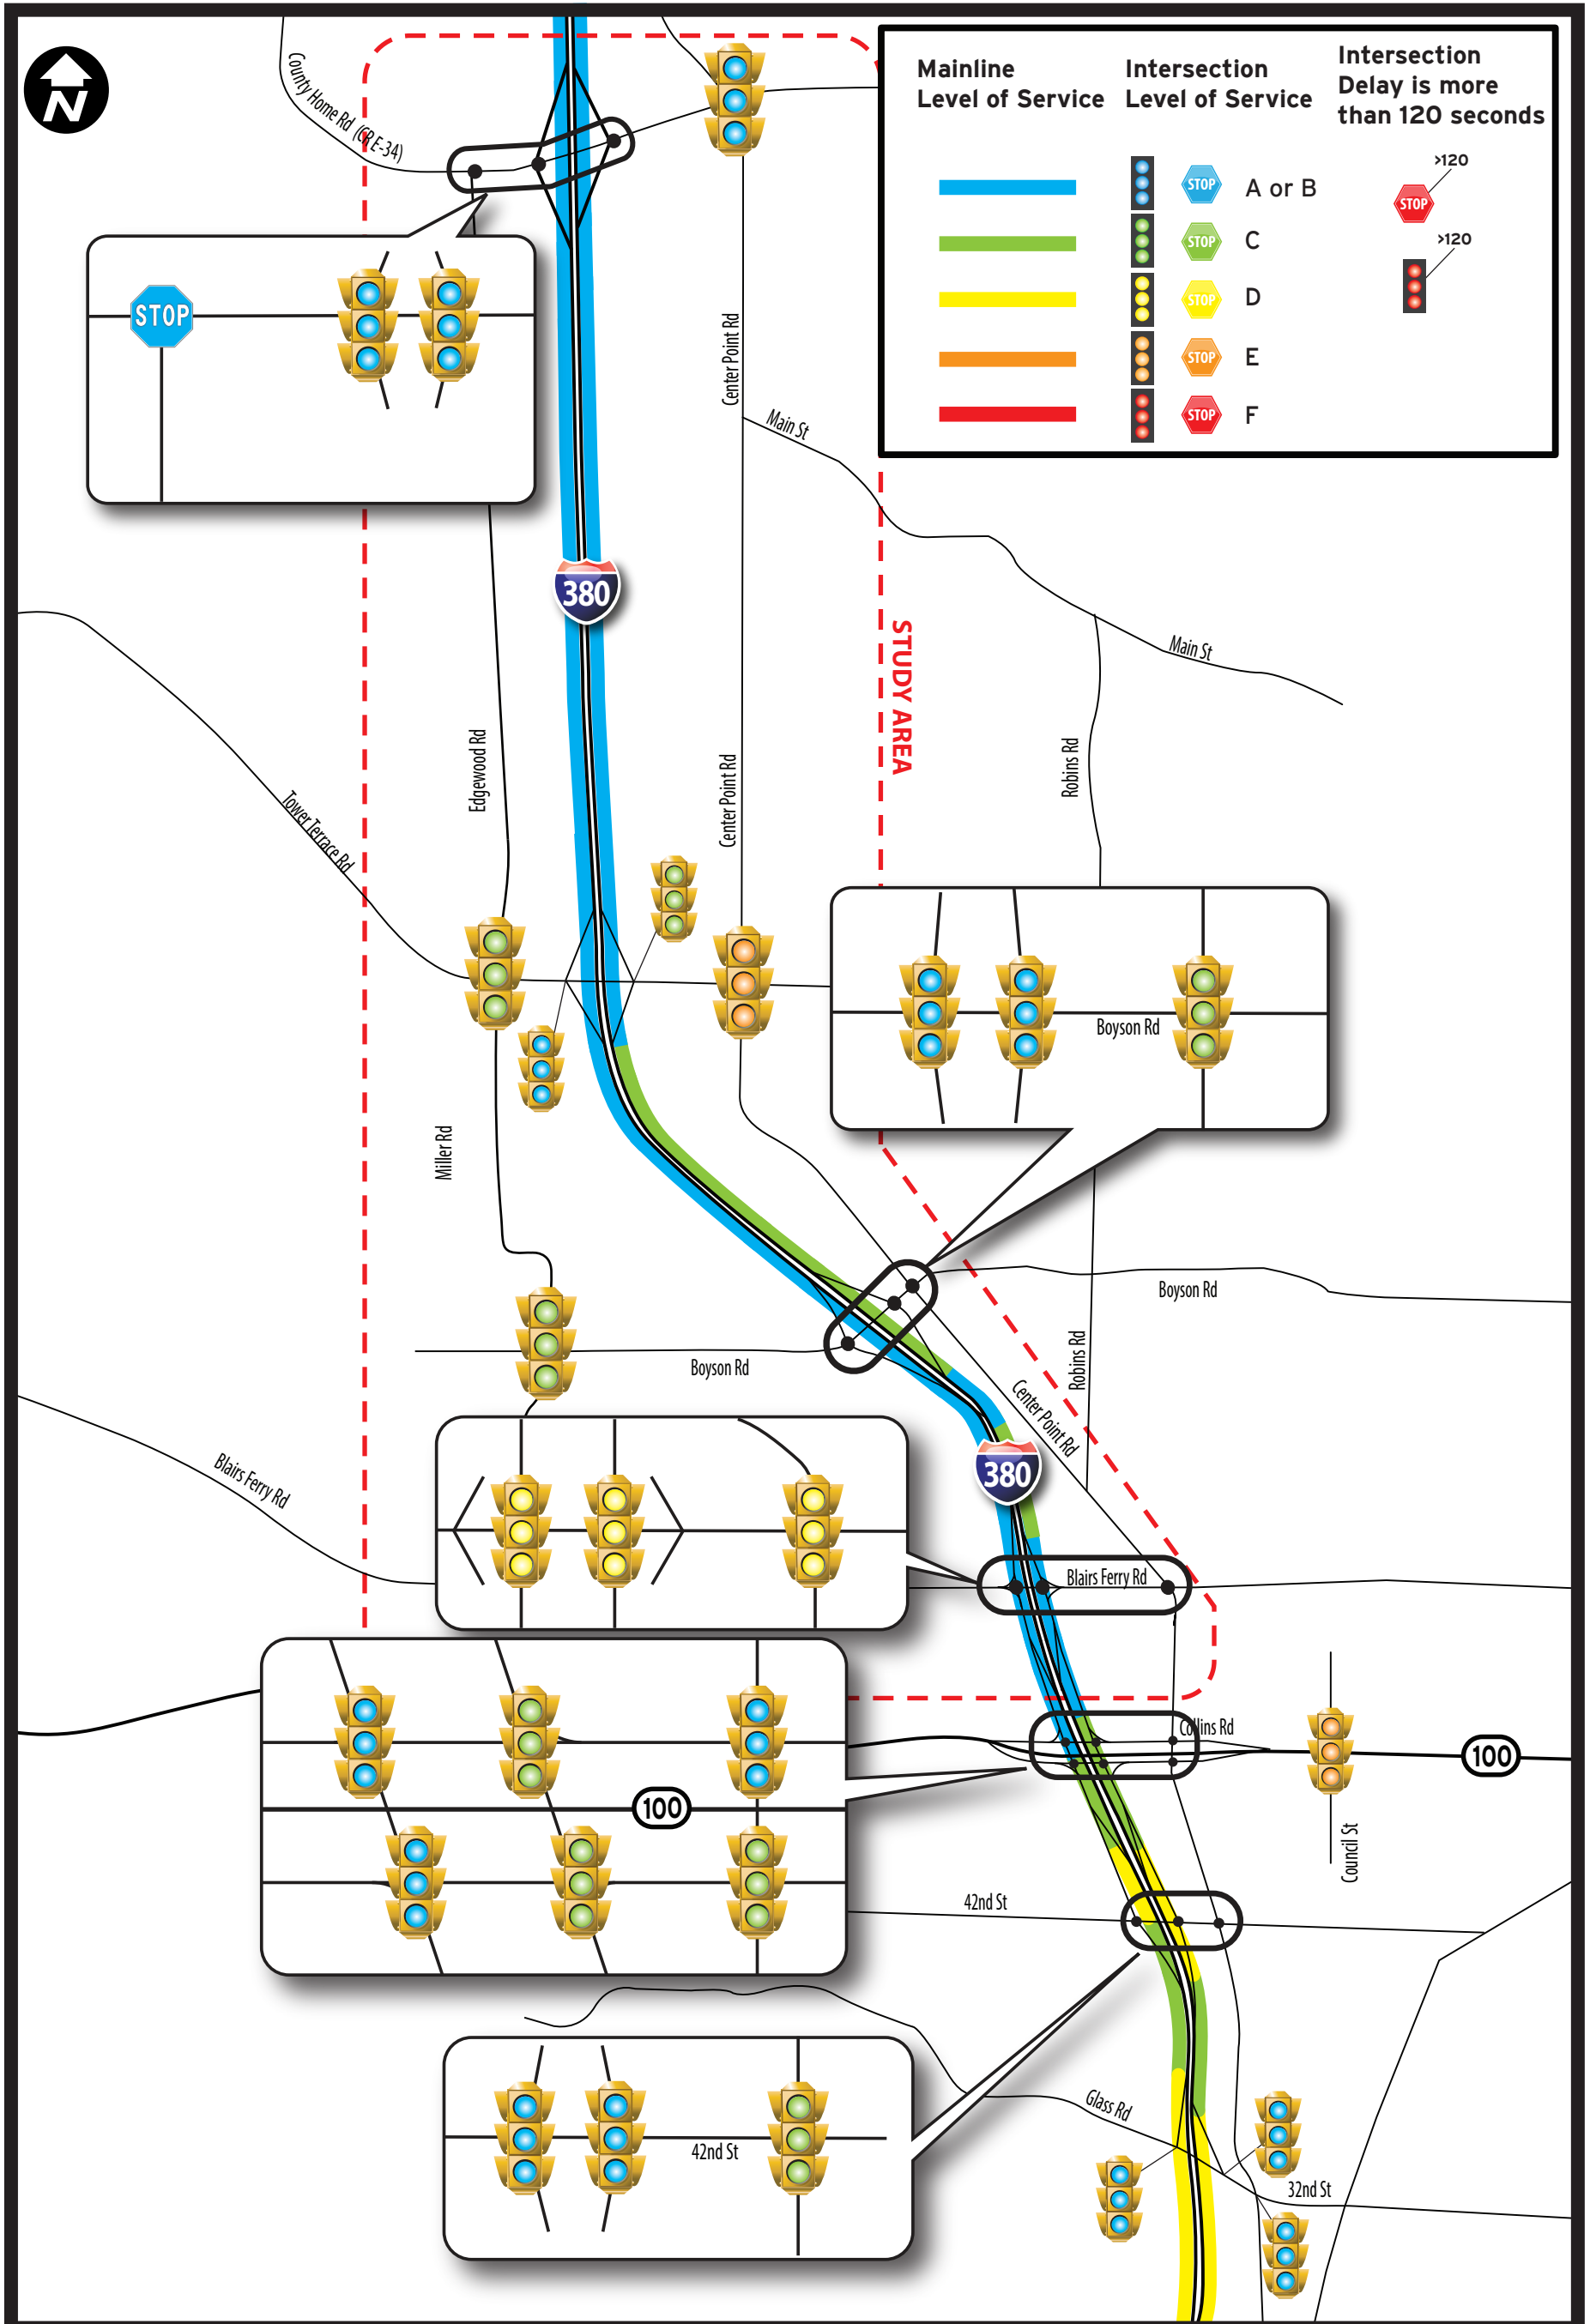 N
County Home Rd (CR E-34)
Mainline
Level of Service
Intersection
Level of Service
Intersection
Delay is more
than 120 seconds
STOP
A or B
STOP
C
STOP
D
STOP
E
STOP
F
>120
STOP
>120
STOP
Center Point Rd
Main St
380
STUDY AREA
Main St
Edgewood Rd
Center Point Rd
Robins Rd
Tower Terrace Rd
Boyson Rd
Miller Rd
Boyson Rd
Robins Rd
Boyson Rd
Center Point Rd
380
Blairs Ferry Rd
Blairs Ferry Rd
Collins Rd
100
100
Council St
42nd St
Glass Rd
42nd St
32nd St